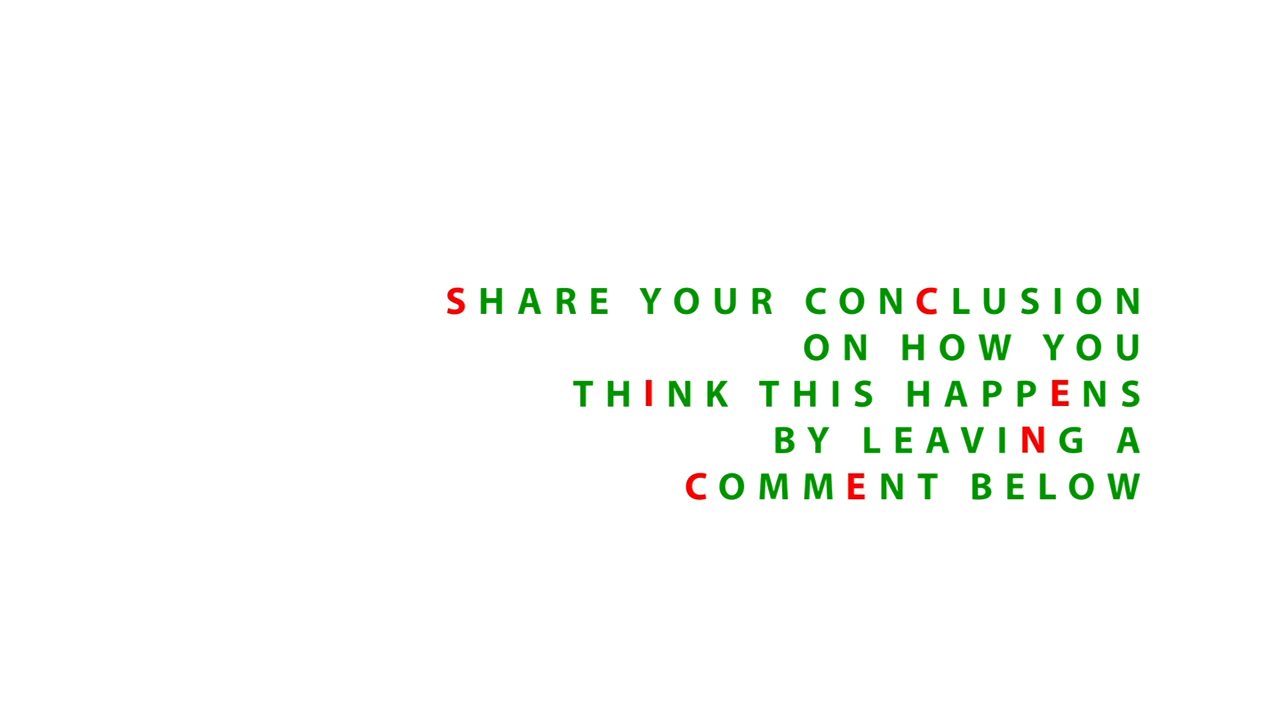 SHARE YOUR CONCLUSION
ON HOW YOU
THINK THIS HAPPENS
BY LEAVING A
COMMENT BELOW